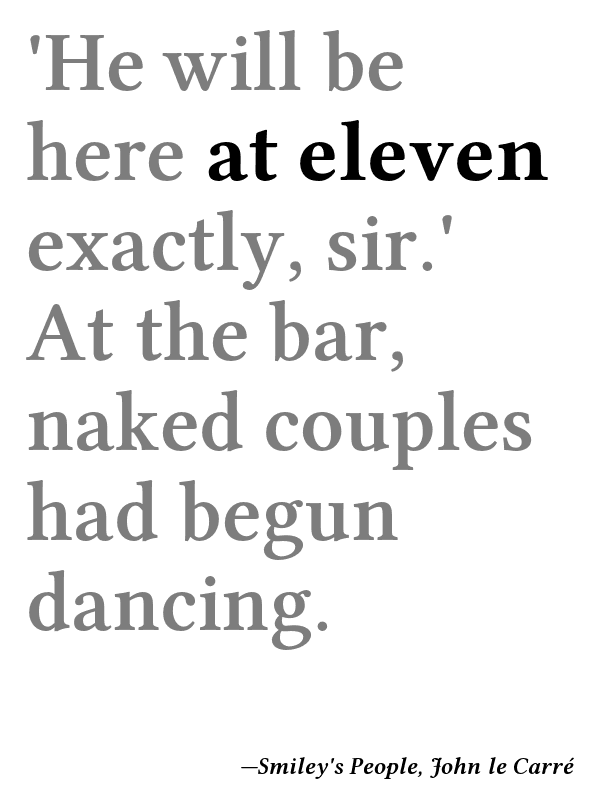 'He will be
here at eleven
exactly, sir.'
At the bar,
naked couples
had begun
dancing.
—Smiley's People, John le Carré